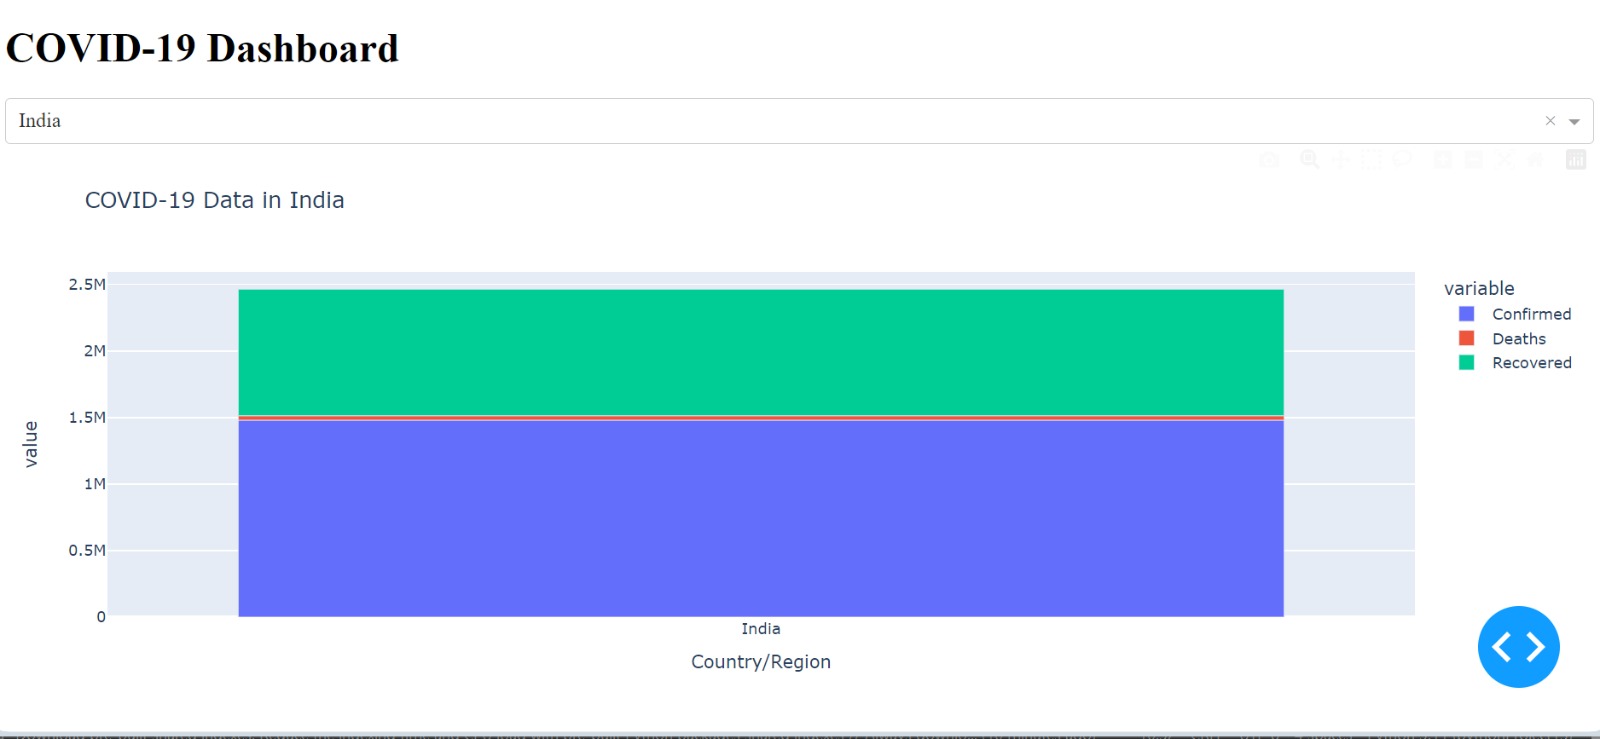 COVID-19 Dashboard
India
COVID-19 Data in India
2.5M
2M
1.5M
1M
0.5M
0
value
India
Country/Region
variable
Confirmed
Deaths
Recovered